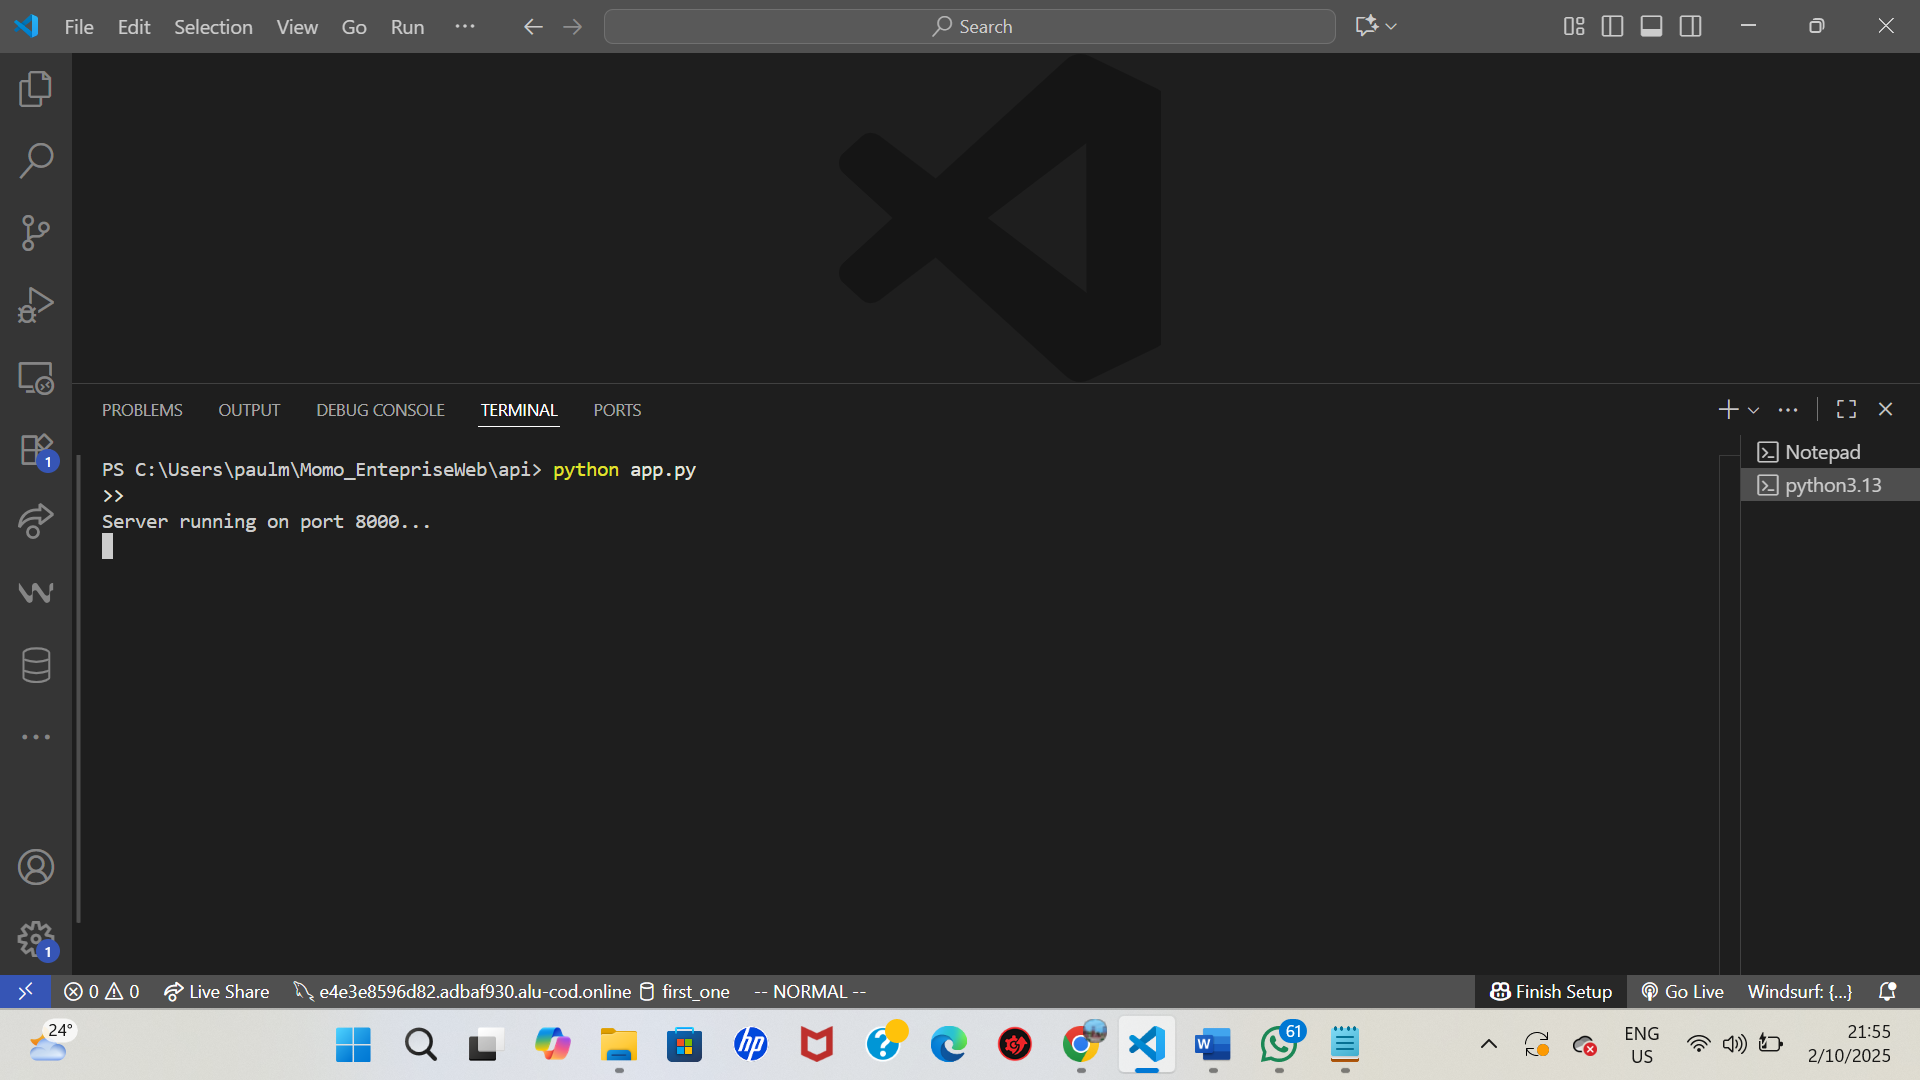 File Edit Selection View Go Run ...
Search
PROBLEMS OUTPUT DEBUG CONSOLE TERMINAL PORTS
Notepad
python3.13
PS C:\Users\paulm\Momo_EntepriseWeb\api> python app.py
>>
Server running on port 8000...
1
1
0 0 Live Share e4e3e8596d82.adbaf930.alu-cod.online first_one -- NORMAL --
Finish Setup Go Live Windsurf: {...}
24°
hp
?
W
61
ENG
US
21:55
2/10/2025